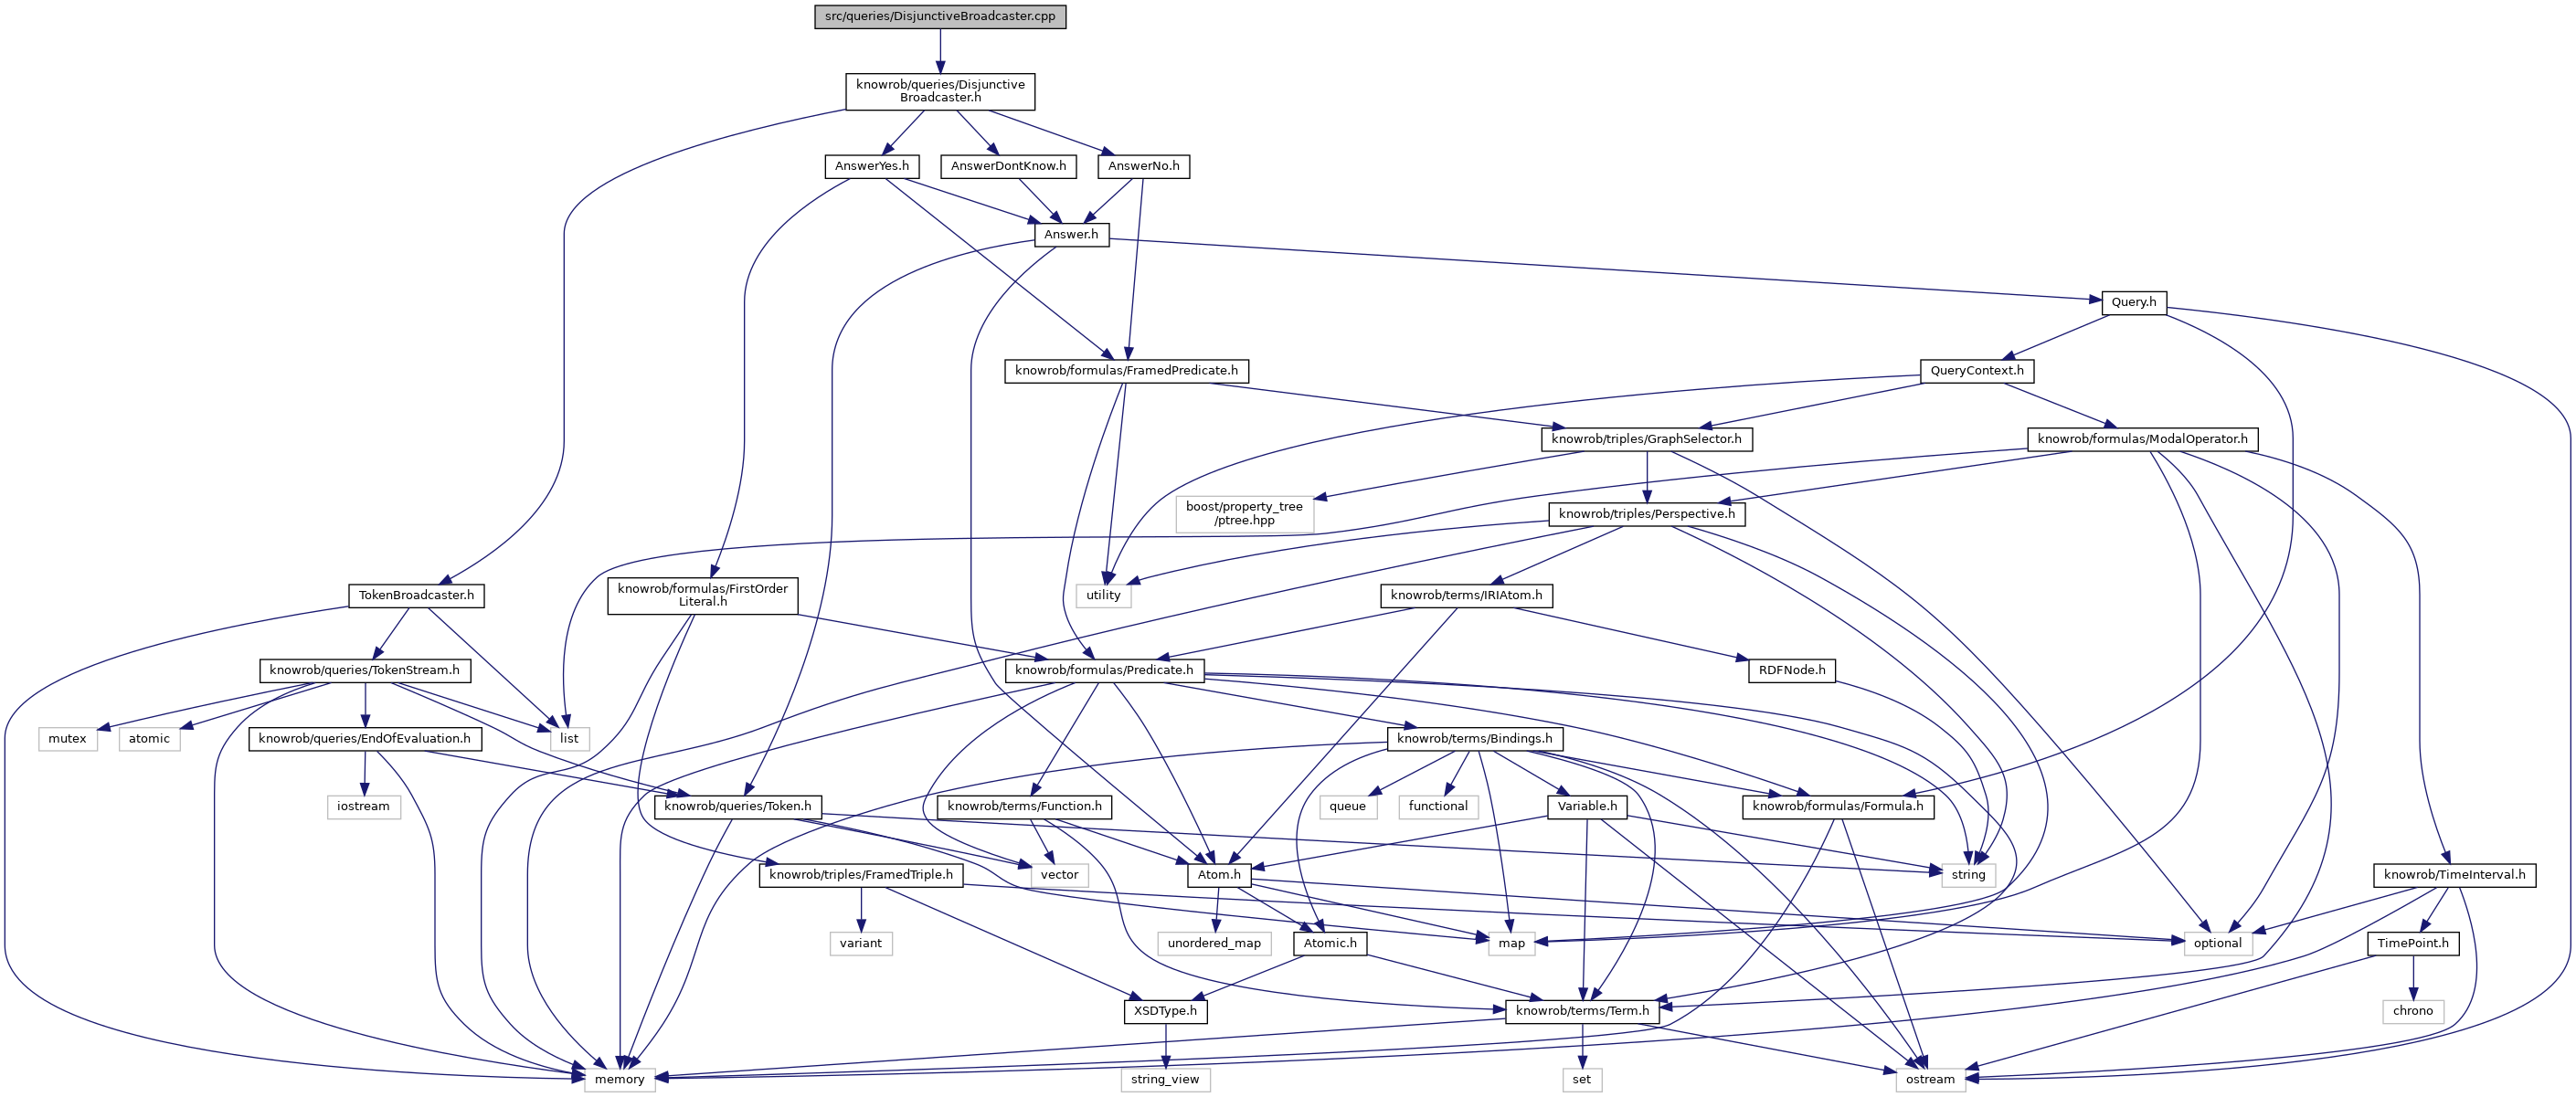 src/queries/DisjunctiveBroadcaster.cpp
knowrob/queries/Disjunctive
Broadcaster.h
AnswerYes.h
AnswerDontKnow.h
AnswerNo.h
Answer.h
Query.h
knowrob/formulas/FramedPredicate.h
QueryContext.h
knowrob/triples/GraphSelector.h
knowrob/formulas/ModalOperator.h
boost/property_tree
/ptree.hpp
knowrob/triples/Perspective.h
TokenBroadcaster.h
knowrob/formulas/FirstOrder
Literal.h
utility
knowrob/terms/IRIAtom.h
knowrob/queries/TokenStream.h
knowrob/formulas/Predicate.h
RDFNode.h
mutex
atomic
knowrob/queries/EndOfEvaluation.h
list
knowrob/terms/Bindings.h
iostream
knowrob/queries/Token.h
knowrob/terms/Function.h
queue
functional
Variable.h
knowrob/formulas/Formula.h
knowrob/triples/FramedTriple.h
vector
Atom.h
string
knowrob/TimeInterval.h
variant
unordered_map
Atomic.h
map
optional
TimePoint.h
XSDType.h
knowrob/terms/Term.h
chrono
memory
string_view
set
ostream